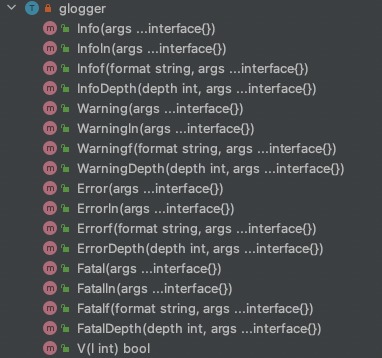 glogger
Info(args ...interface{})
Infoln(args ...interface{})
Infof(format string, args ...interface{})
InfoDepth(depth int, args ...interface{})
Warning(args ...interface{})
Warningln(args ...interface{})
Warningf(format string, args ...interface{})
WarningDepth(depth int, args ...interface{})
Error(args ...interface{})
Errorln(args ...interface{})
Errorf(format string, args ...interface{})
ErrorDepth(depth int, args ...interface{})
Fatal(args ...interface{})
Fatalln(args ...interface{})
Fatalf(format string, args ...interface{})
FatalDepth(depth int, args ...interface{})
V(l int) bool